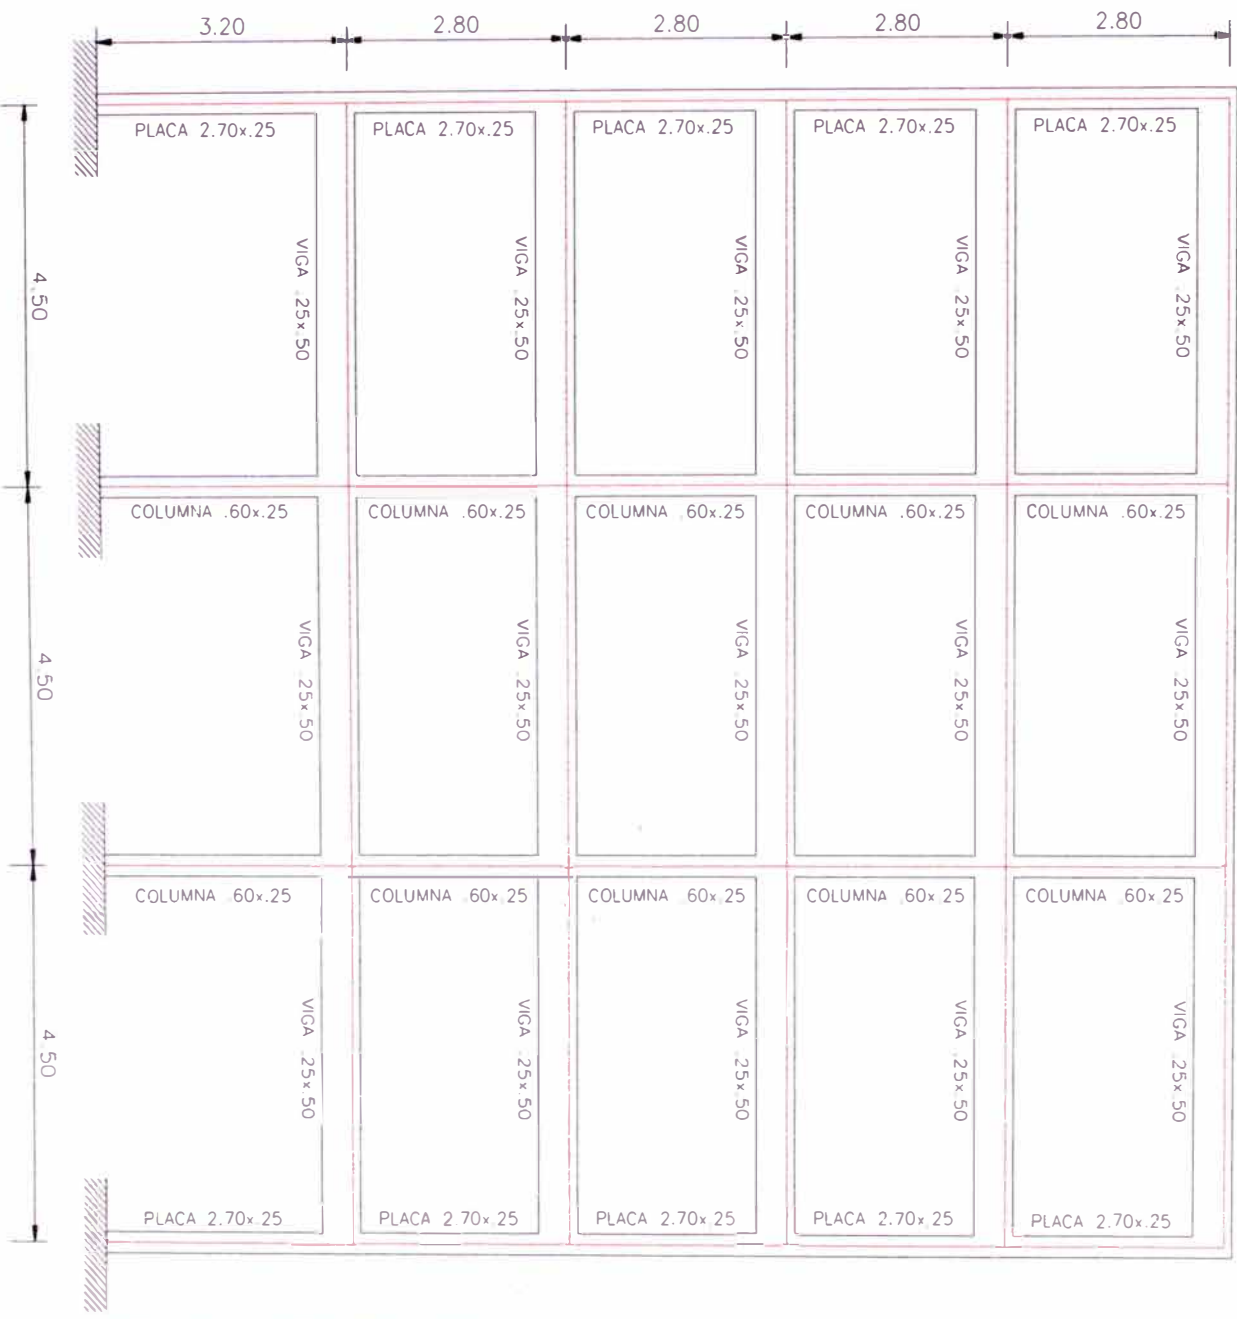 3.20 2.80 2.80 2.80 2.80
PLACA 2.70x.25 PLACA 2.70x.25 PLACA 2.70x.25 PLACA 2.70x.25 PLACA 2.70x.25
4.50
VIGA .25x.50 VIGA .25x.50 VIGA .25x.50 VIGA .25x.50 VIGA .25x.50
COLUMNA .60x.25 COLUMNA .60x.25 COLUMNA .60x.25 COLUMNA .60x.25 COLUMNA .60x.25
4.50
VIGA .25x.50 VIGA .25x.50 VIGA .25x.50 VIGA .25x.50 VIGA .25x.50
COLUMNA .60x.25 COLUMNA .60x.25 COLUMNA .60x.25 COLUMNA .60x.25 COLUMNA .60x.25
4.50
VIGA .25x.50 VIGA .25x.50 VIGA .25x.50 VIGA .25x.50 VIGA .25x.50
PLACA 2.70x.25 PLACA 2.70x.25 PLACA 2.70x.25 PLACA 2.70x.25 PLACA 2.70x.25